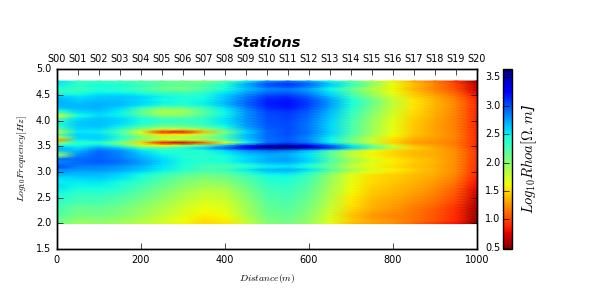 Stations
S00 S01 S02 S03 S04 S05 S06 S07 S08 S09 S10 S11 S12 S13 S14 S15 S16 S17 S18 S19 S20
5.0
4.5
4.0
3.5
3.0
2.5
2.0
1.5
Log10Frequency[Hz]
0 200 400 600 800 1000
Distance(m)
3.5
3.0
2.5
2.0
1.5
1.0
0.5
Log10Rhoa[Ω.m]